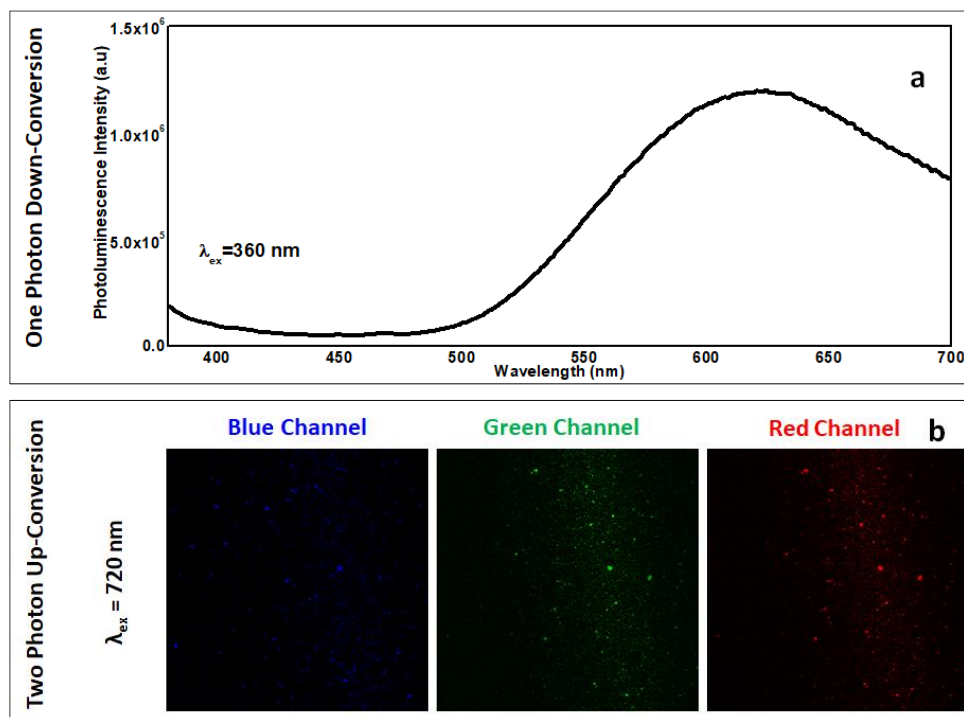 One Photon Down-Conversion
Photoluminescence Intensity (a.u)
1.5x10⁶
1.0x10⁶
5.0x10⁵
0.0
a
λex=360 nm
400 450 500 550 600 650 700
Wavelength (nm)
Two Photon Up-Conversion
λex = 720 nm
Blue Channel Green Channel Red Channel b